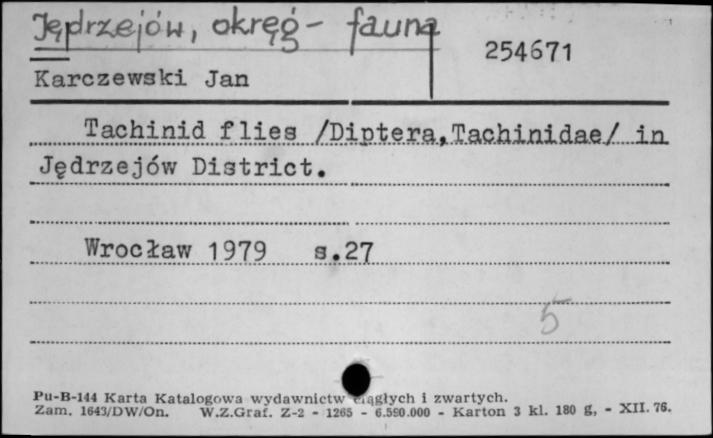 Jędrzejów, okręg - fauna
254671
Karczewski Jan
Tachinid flies /Diptera,Tachinidae/ in
Jędrzejów District.
Wrocław 1979 s.27
5
Pu-B-144 Karta Katalogowa wydawnictw ciągłych i zwartych.
Zam. 1643/DW/On. W.Z.Graf. Z-2 - 1265 - 6.590.000 - Karton 3 kl. 180 g, - XII. 76.